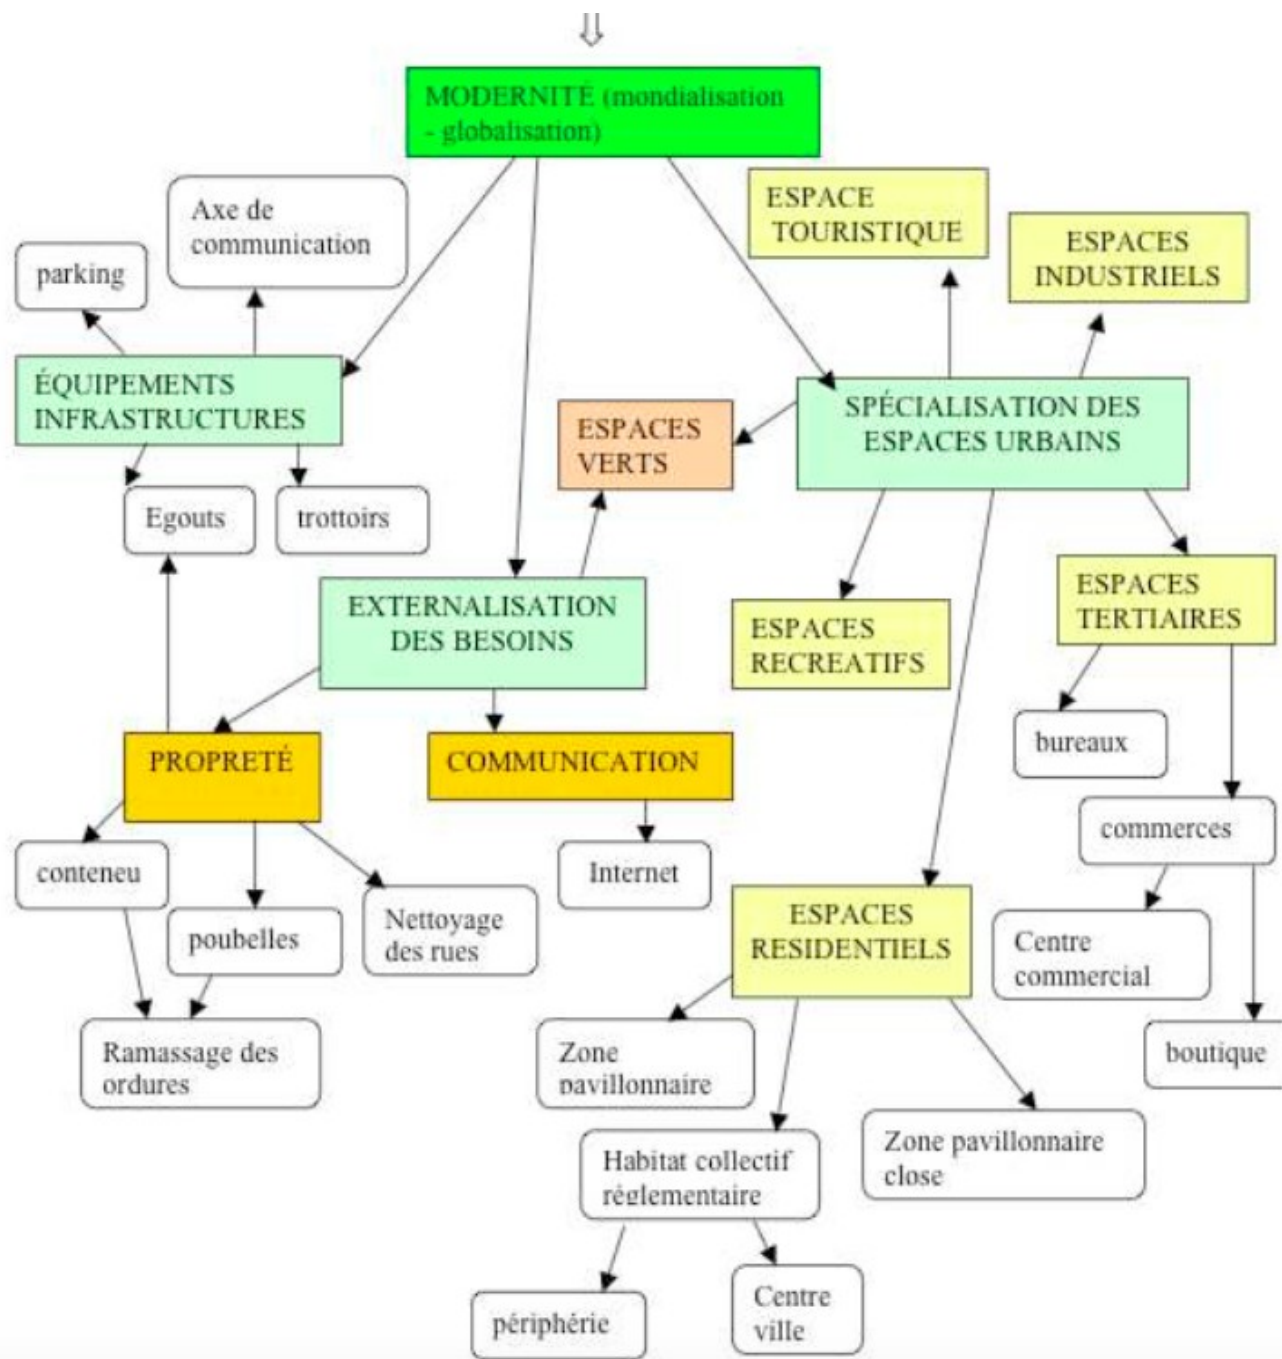 MODERNITÉ (mondialisation
- globalisation)
ESPACE
TOURISTIQUE
Axe de
communication
ESPACES
INDUSTRIELS
parking
ÉQUIPEMENTS
INFRASTRUCTURES
SPÉCIALISATION DES
ESPACES URBAINS
ESPACES
VERTS
Egouts
trottoirs
EXTERNALISATION
DES BESOINS
ESPACES
RECREATIFS
ESPACES
TERTIAIRES
PROPRETÉ
COMMUNICATION
bureaux
commerces
conteneu
Internet
poubelles
Nettoyage
des rues
ESPACES
RESIDENTIELS
Centre
commercial
Ramassage des
ordures
Zone
pavillonnaire
boutique
Habitat collectif
réglementaire
Zone pavillonnaire
close
périphérie
Centre
ville